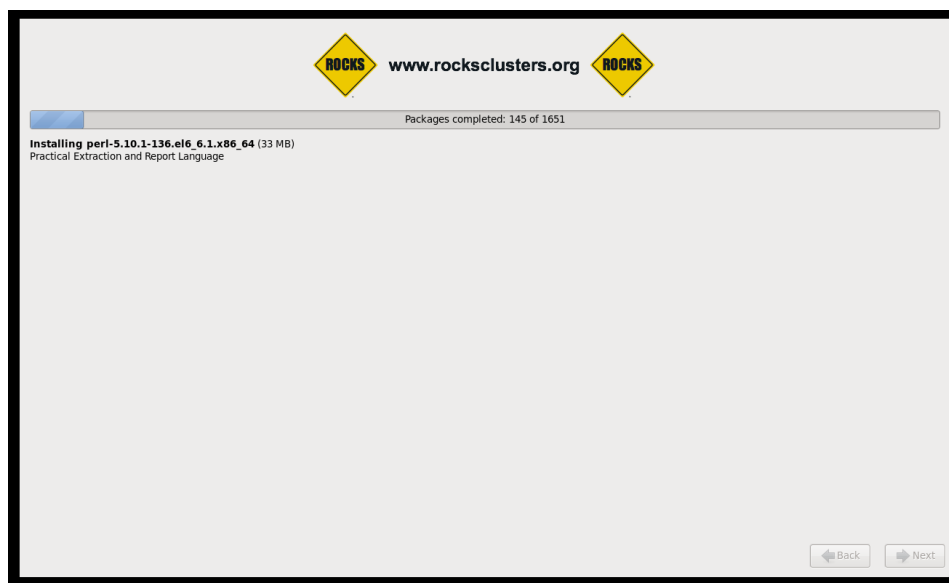 ROCKS www.rocksclusters.org ROCKS
Packages completed: 145 of 1651
Installing perl-5.10.1-136.el6_6.1.x86_64 (33 MB)
Practical Extraction and Report Language
Back Next